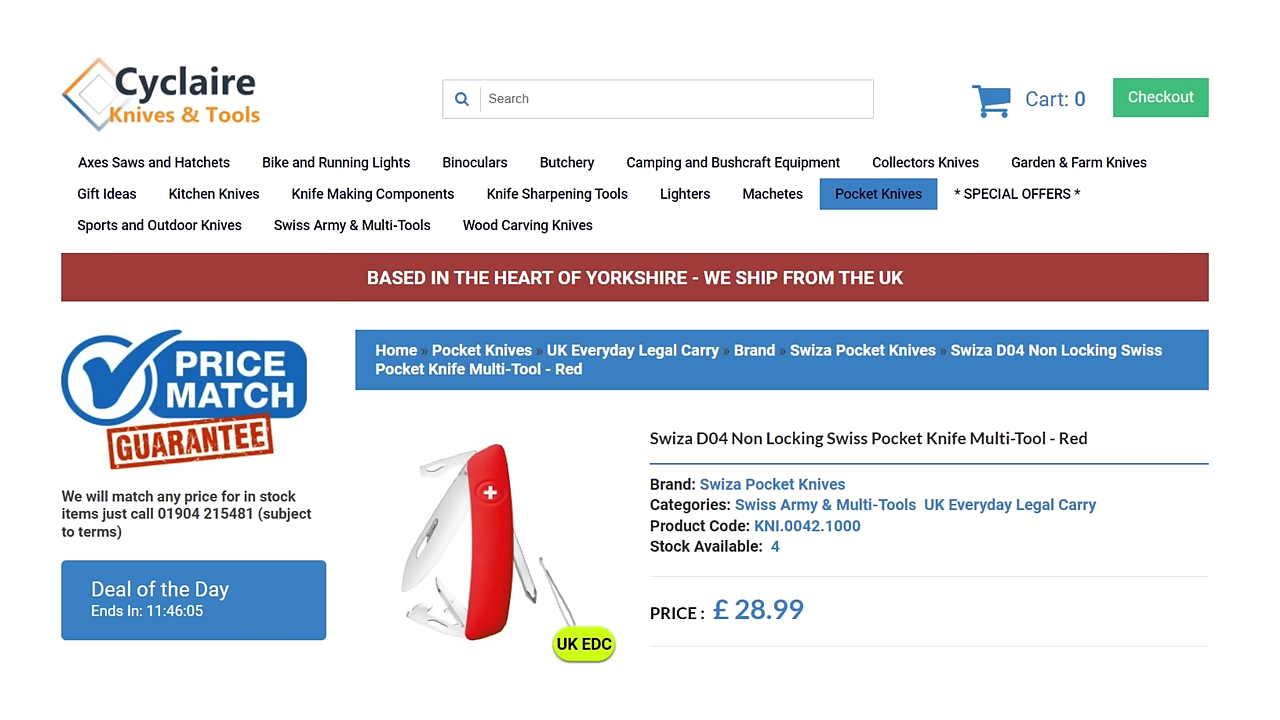 Cyclaire
Knives & Tools
Search
Cart: 0
Checkout
Axes Saws and Hatchets Bike and Running Lights Binoculars Butchery Camping and Bushcraft Equipment Collectors Knives Garden & Farm Knives
Gift Ideas Kitchen Knives Knife Making Components Knife Sharpening Tools Lighters Machetes Pocket Knives * SPECIAL OFFERS *
Sports and Outdoor Knives Swiss Army & Multi-Tools Wood Carving Knives
BASED IN THE HEART OF YORKSHIRE - WE SHIP FROM THE UK
PRICE
MATCH
GUARANTEE
We will match any price for in stock
items just call 01904 215481 (subject
to terms)
Deal of the Day
Ends In: 11:46:05
Home » Pocket Knives » UK Everyday Legal Carry » Brand » Swiza Pocket Knives » Swiza D04 Non Locking Swiss
Pocket Knife Multi-Tool - Red
UK EDC
Swiza D04 Non Locking Swiss Pocket Knife Multi-Tool - Red
Brand: Swiza Pocket Knives
Categories: Swiss Army & Multi-Tools UK Everyday Legal Carry
Product Code: KNI.0042.1000
Stock Available: 4
PRICE : £ 28.99